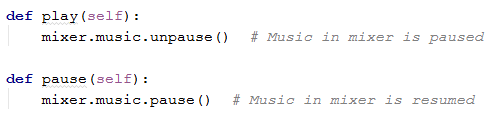 def play(self):
    mixer.music.unpause()  # Music in mixer is paused
def pause(self):
    mixer.music.pause()  # Music in mixer is resumed